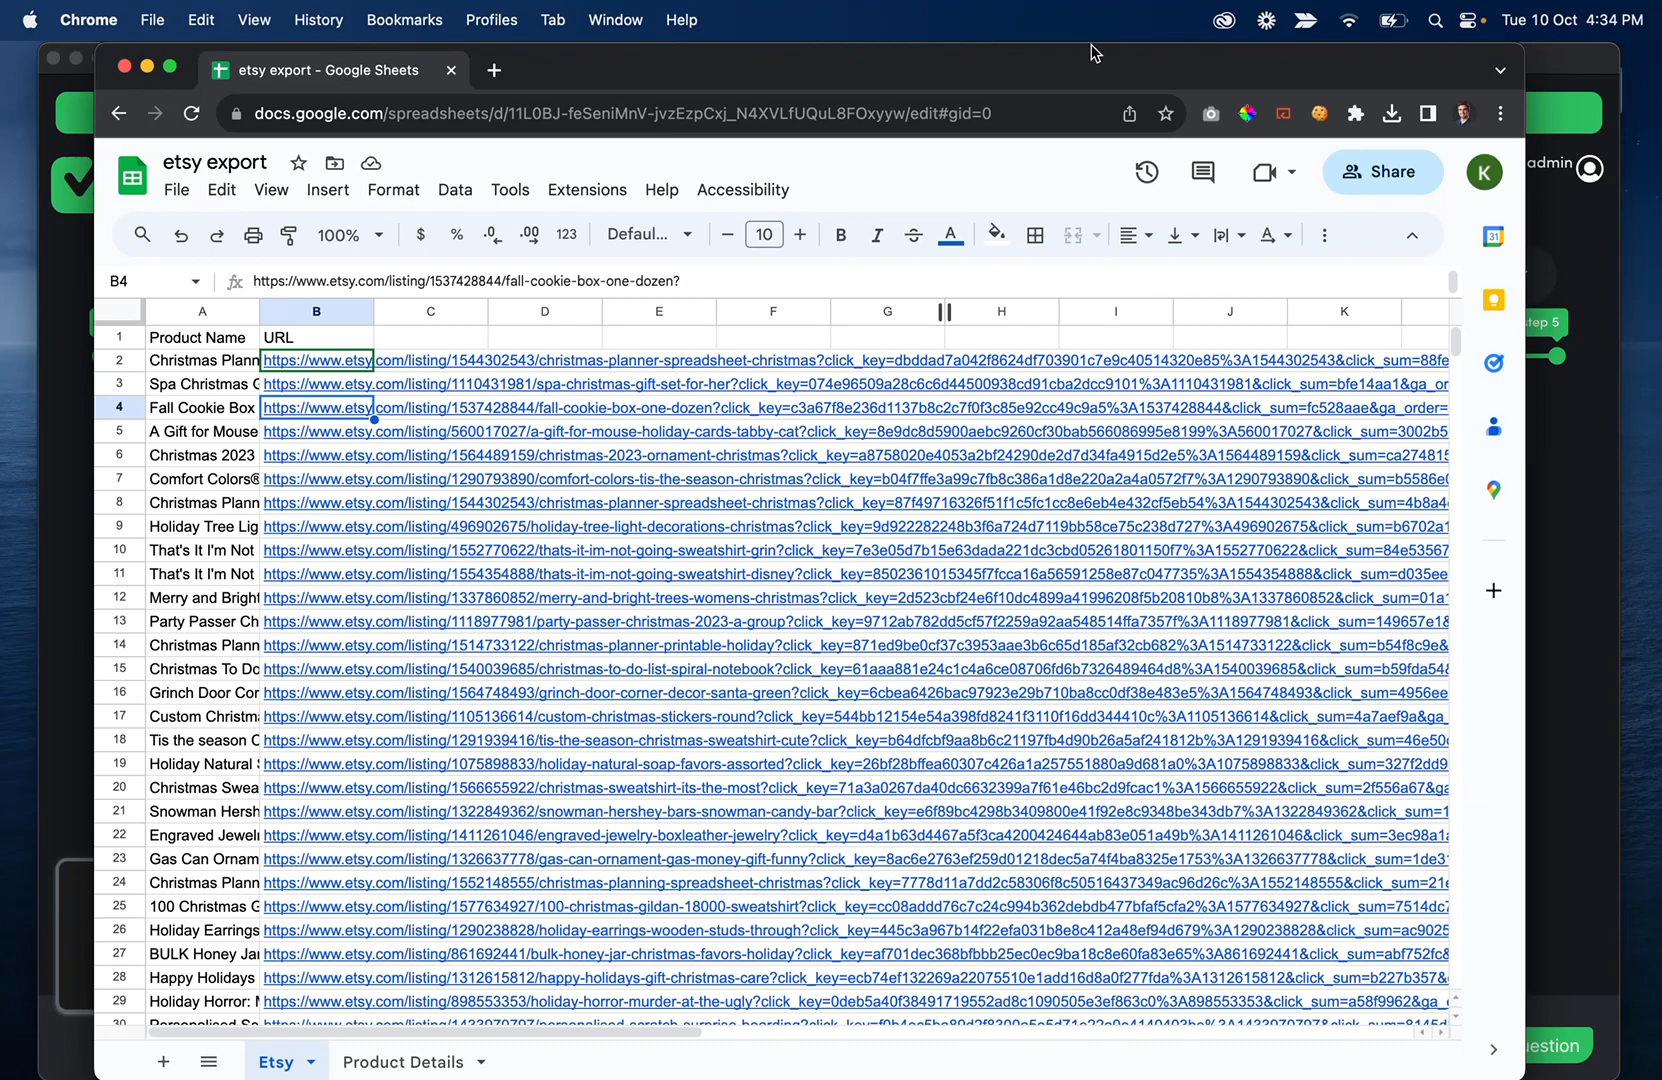 Chrome File Edit View History Bookmarks Profiles Tab Window Help Tue 10 Oct 4:34 PM
etsy export - Google Sheets
docs.google.com/spreadsheets/d/11L0BJ-feSeniMnV-jvzEzpCxj_N4XVLfUQuL8FOxyyw/edit#gid=0
etsy export
Share
K
admin
File Edit View Insert Format Data Tools Extensions Help Accessibility
100% $ % .0 .00 123 Defaul... 10 B I A
31
B4 fx https://www.etsy.com/listing/1537428844/fall-cookie-box-one-dozen?
A B C D E F G H I J K
step 5
1 Product Name URL
2 Christmas Plann https://www.etsy.com/listing/1544302543/christmas-planner-spreadsheet-christmas?click_key=dbddad7a042f8624df703901c7e9c40514320e85%3A1544302543&click_sum=88fe
3 Spa Christmas G https://www.etsy.com/listing/1110431981/spa-christmas-gift-set-for-her?click_key=074e96509a28c6c6d44500938cd91cba2dcc9101%3A1110431981&click_sum=bfe14aa1&ga_or
4 Fall Cookie Box https://www.etsy.com/listing/1537428844/fall-cookie-box-one-dozen?click_key=c3a67f8e236d1137b8c2c7f0f3c85e92cc49c9a5%3A1537428844&click_sum=fc528aae&ga_order=
5 A Gift for Mouse https://www.etsy.com/listing/560017027/a-gift-for-mouse-holiday-cards-tabby-cat?click_key=8e9dc8d5900aebc9260cf30bab566086995e8199%3A560017027&click_sum=3002b5
6 Christmas 2023 https://www.etsy.com/listing/1564489159/christmas-2023-ornament-christmas?click_key=a8758020e4053a2bf24290de2d7d34fa4915d2e5%3A1564489159&click_sum=ca274815
7 Comfort Colors® https://www.etsy.com/listing/1290793890/comfort-colors-tis-the-season-christmas?click_key=b04f7ffe3a99c7fb8c386a1d8e220a2a4a0572f7%3A1290793890&click_sum=b5586e0
8 Christmas Plann https://www.etsy.com/listing/1544302543/christmas-planner-spreadsheet-christmas?click_key=87f49716326f51f1c5fc1cc8e6eb4e432cf5eb54%3A1544302543&click_sum=4b8a4
9 Holiday Tree Lig https://www.etsy.com/listing/496902675/holiday-tree-light-decorations-christmas?click_key=9d922282248b3f6a724d7119bb58ce75c238d727%3A496902675&click_sum=b6702a1
10 That's It I'm Not https://www.etsy.com/listing/1552770622/thats-it-im-not-going-sweatshirt-grin?click_key=7e3e05d7b15e63dada221dc3cbd05261801150f7%3A1552770622&click_sum=84e53567
11 That's It I'm Not https://www.etsy.com/listing/1554354888/thats-it-im-not-going-sweatshirt-disney?click_key=8502361015345f7fcca16a56591258e87c047735%3A1554354888&click_sum=d035ee
12 Merry and Bright https://www.etsy.com/listing/1337860852/merry-and-bright-trees-womens-christmas?click_key=2d523cbf24e6f10dc4899a41996208f5b20810b8%3A1337860852&click_sum=01a1
13 Party Passer Ch https://www.etsy.com/listing/1118977981/party-passer-christmas-2023-a-group?click_key=9712ab782dd5cf57f2259a92aa548514ffa7357f%3A1118977981&click_sum=149657e1&
14 Christmas Plann https://www.etsy.com/listing/1514733122/christmas-planner-printable-holiday?click_key=871ed9be0cf37c3953aae3b6c65d185af32cb682%3A1514733122&click_sum=b54f8c9e&
15 Christmas To Do https://www.etsy.com/listing/1540039685/christmas-to-do-list-spiral-notebook?click_key=61aaa881e24c1c4a6ce08706fd6b7326489464d8%3A1540039685&click_sum=b59fda54&
16 Grinch Door Cor https://www.etsy.com/listing/1564748493/grinch-door-corner-decor-santa-green?click_key=6cbea6426bac97923e29b710ba8cc0df38e483e5%3A1564748493&click_sum=4956ee
17 Custom Christm https://www.etsy.com/listing/1105136614/custom-christmas-stickers-round?click_key=544bb12154e54a398fd8241f3110f16dd344410c%3A1105136614&click_sum=4a7aef9a&ga_
18 Tis the season C https://www.etsy.com/listing/1291939416/tis-the-season-christmas-sweatshirt-cute?click_key=b64dfcbf9aa8b6c21197fb4d90b26a5af241812b%3A1291939416&click_sum=46e50
19 Holiday Natural https://www.etsy.com/listing/1075898833/holiday-natural-soap-favors-assorted?click_key=26bf28bffea60307c426a1a257551880a9d681a0%3A1075898833&click_sum=327f2dd9
20 Christmas Swea https://www.etsy.com/listing/1566655922/christmas-sweatshirt-its-the-most?click_key=71a3a0267da40dc6632399a7f61e46bc2d9fcac1%3A1566655922&click_sum=2f556a67&ga
21 Snowman Hersh https://www.etsy.com/listing/1322849362/snowman-hershey-bars-snowman-candy-bar?click_key=e6f89bc4298b3409800e41f92e8c9348be343db7%3A1322849362&click_sum=1
22 Engraved Jewel https://www.etsy.com/listing/1411261046/engraved-jewelry-boxleather-jewelry?click_key=d4a1b63d4467a5f3ca4200424644ab83e051a49b%3A1411261046&click_sum=3ec98a1
23 Gas Can Ornam https://www.etsy.com/listing/1326637778/gas-can-ornament-gas-money-gift-funny?click_key=8ac6e2763ef259d01218dec5a74f4ba8325e1753%3A1326637778&click_sum=1de3
24 Christmas Plann https://www.etsy.com/listing/1552148555/christmas-planning-spreadsheet-christmas?click_key=7778d11a7dd2c58306f8c50516437349ac96d26c%3A1552148555&click_sum=21e
25 100 Christmas G https://www.etsy.com/listing/1577634927/100-christmas-gildan-18000-sweatshirt?click_key=cc08addd76c7c24c994b362debdb477bfaf5cfa2%3A1577634927&click_sum=7514dc7
26 Holiday Earrings https://www.etsy.com/listing/1290238828/holiday-earrings-wooden-studs-through?click_key=445c3a967b14f22efa031b8e8c412a48ef94d679%3A1290238828&click_sum=ac9025
27 BULK Honey Ja https://www.etsy.com/listing/861692441/bulk-honey-jar-christmas-favors-holiday?click_key=af701dec368bfbbb25ec0ec9ba18c8e60fa83e65%3A861692441&click_sum=abf752fc&
28 Happy Holidays https://www.etsy.com/listing/1312615812/happy-holidays-gift-christmas-care?click_key=ecb74ef132269a22075510e1add16d8a0f277fda%3A1312615812&click_sum=b227b357&
29 Holiday Horror: https://www.etsy.com/listing/898553353/holiday-horror-murder-at-the-ugly?click_key=0deb5a40f38491719552ad8c1090505e3ef863c0%3A898553353&click_sum=a58f9962&ga_
30
Etsy Product Details
uestion